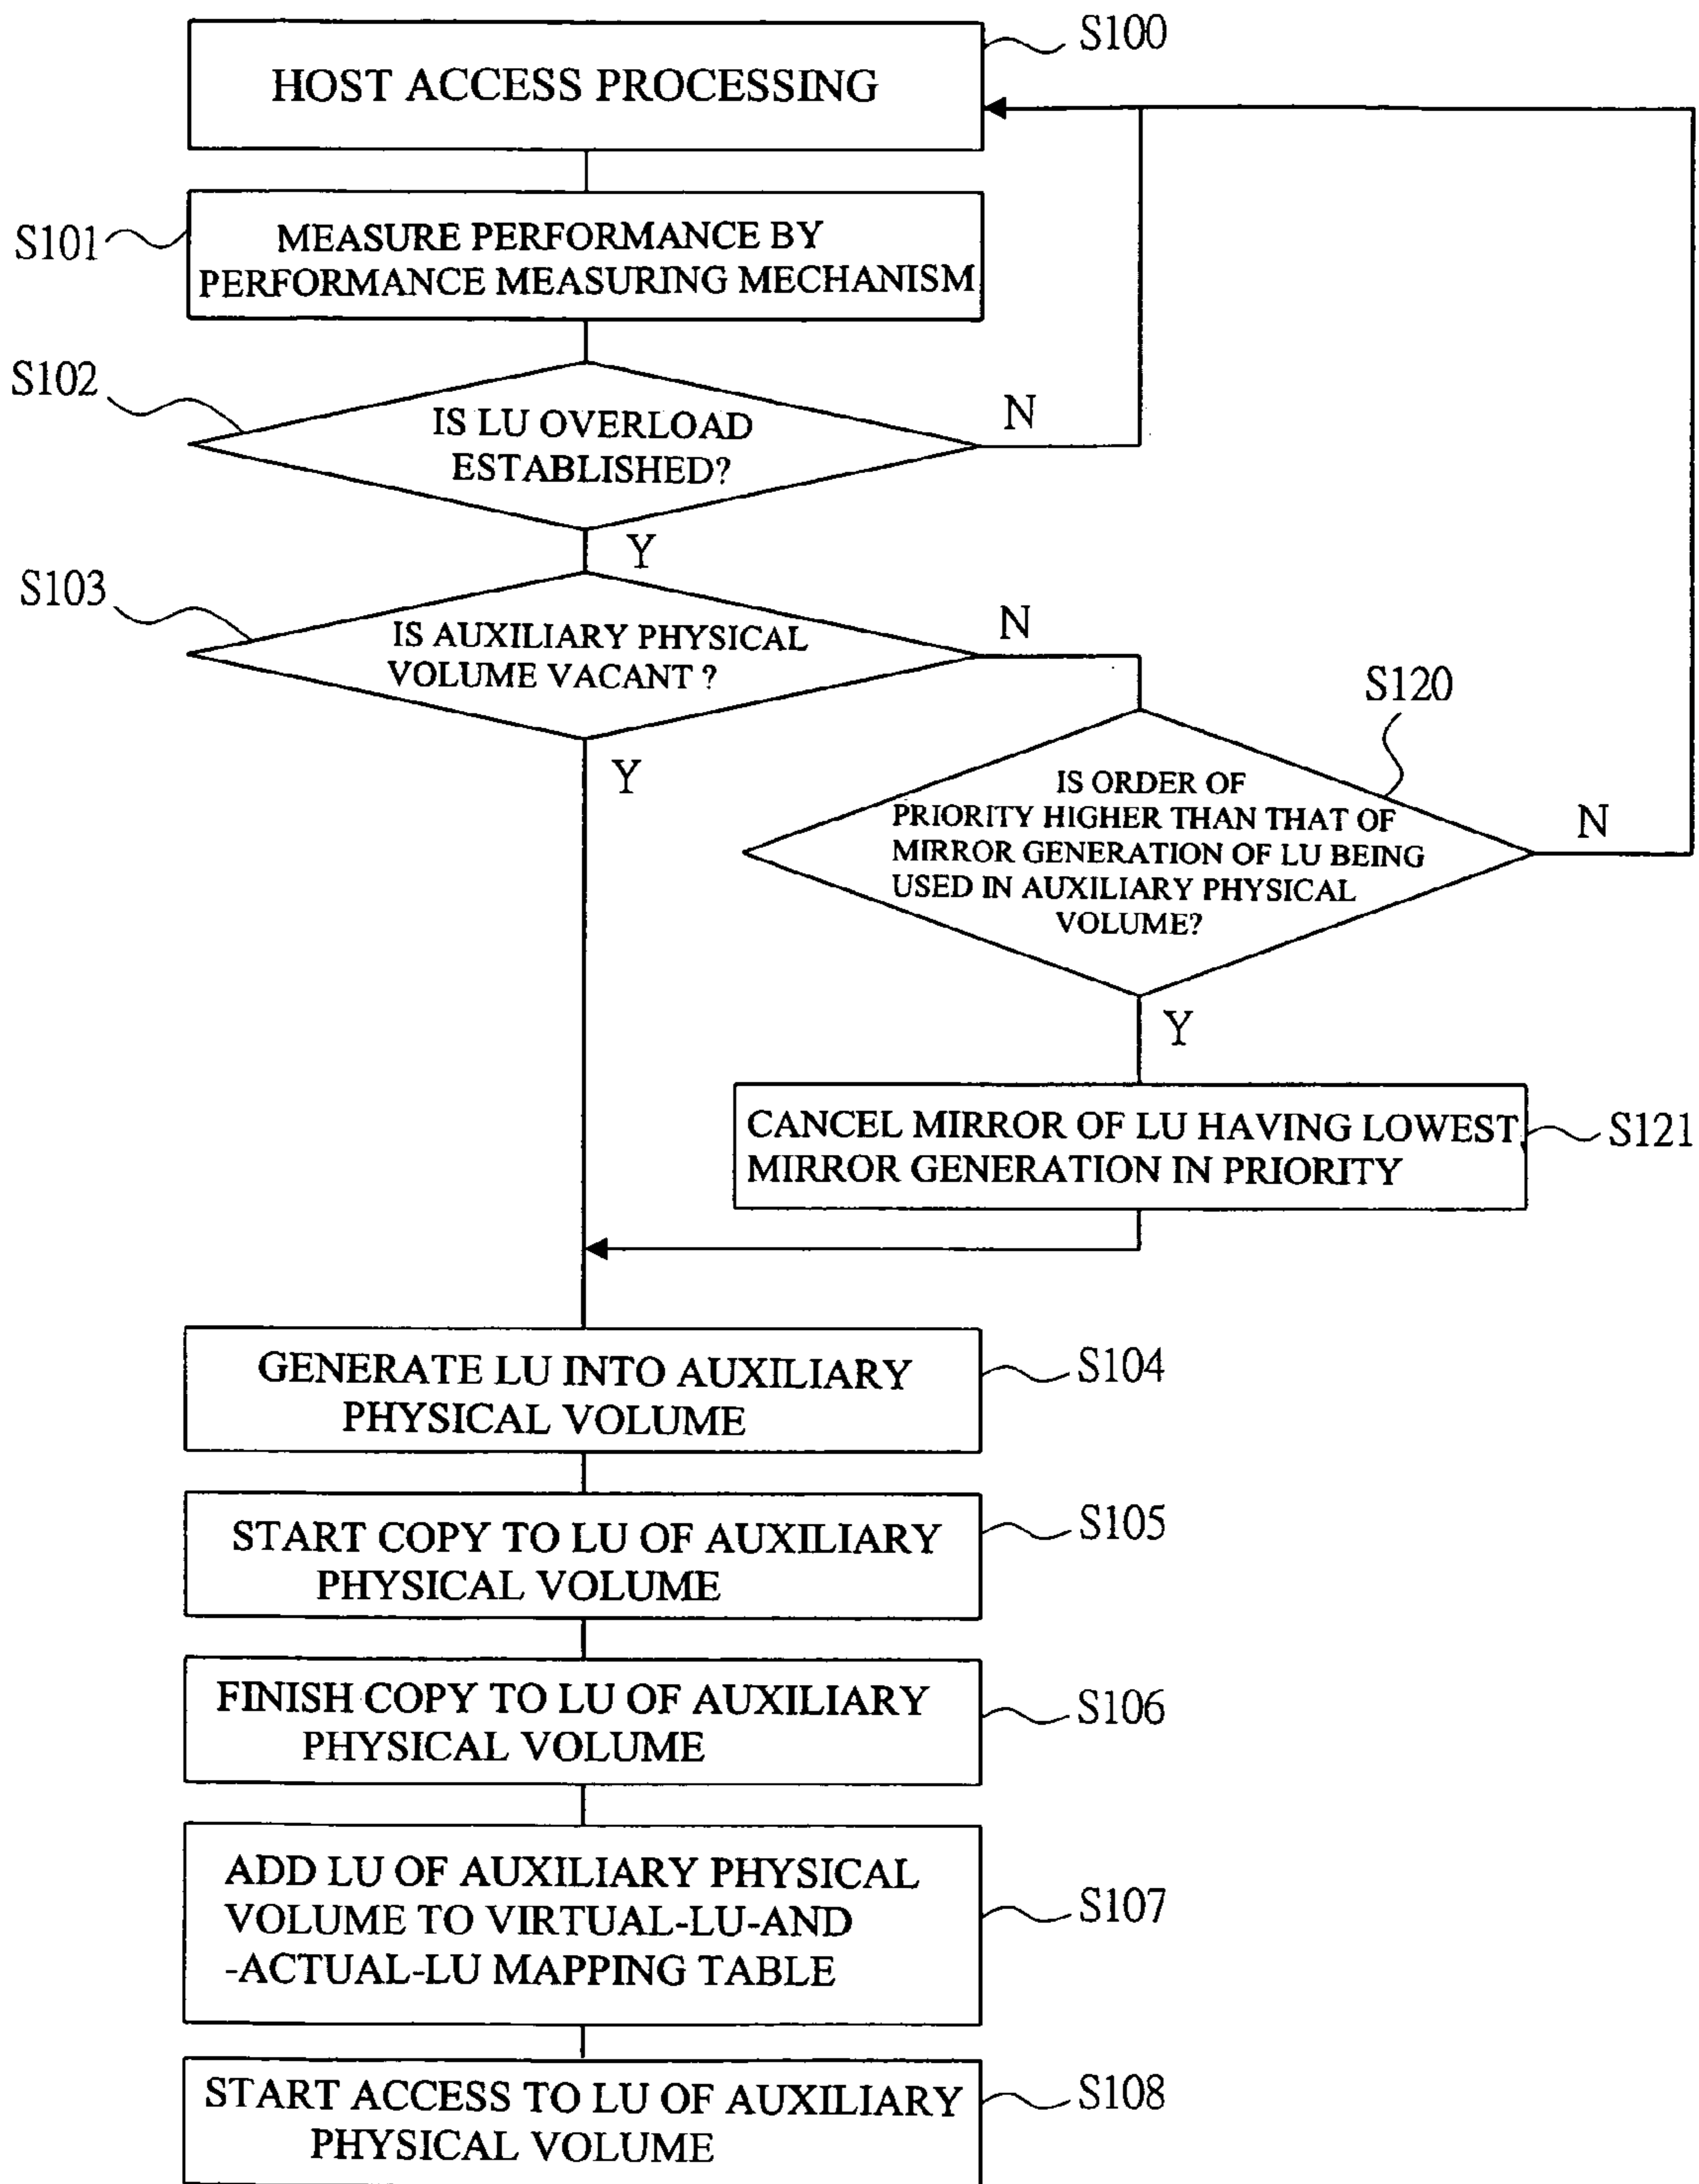 S100
HOST ACCESS PROCESSING
S101
MEASURE PERFORMANCE BY
PERFORMANCE MEASURING MECHANISM
S102
IS LU OVERLOAD
ESTABLISHED?
N
Y
S103
IS AUXILIARY PHYSICAL
VOLUME VACANT ?
N
Y
S120
IS ORDER OF
PRIORITY HIGHER THAN THAT OF
MIRROR GENERATION OF LU BEING
USED IN AUXILIARY PHYSICAL
VOLUME?
N
Y
CANCEL MIRROR OF LU HAVING LOWEST
MIRROR GENERATION IN PRIORITY
S121
GENERATE LU INTO AUXILIARY
PHYSICAL VOLUME
S104
START COPY TO LU OF AUXILIARY
PHYSICAL VOLUME
S105
FINISH COPY TO LU OF AUXILIARY
PHYSICAL VOLUME
S106
ADD LU OF AUXILIARY PHYSICAL
VOLUME TO VIRTUAL-LU-AND
-ACTUAL-LU MAPPING TABLE
S107
START ACCESS TO LU OF AUXILIARY
PHYSICAL VOLUME
S108